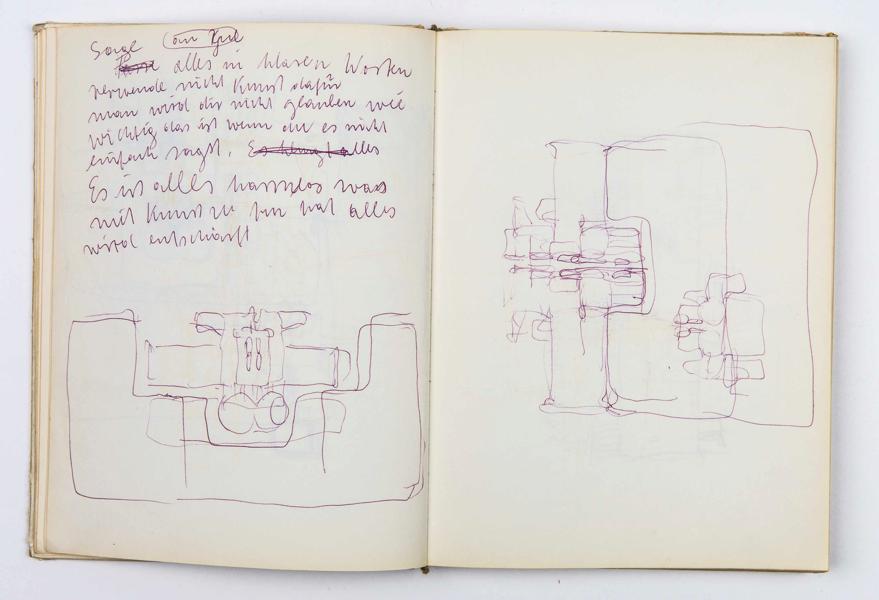 Sage
alles in klaren Worten
verwende nicht Kunst dafür
man wird dir nicht glauben wie
wichtig das ist wenn du es nicht
einfach sagst. alles
Es ist alles harmlos was
mit Kunst zu tun hat alles
wird entschärft